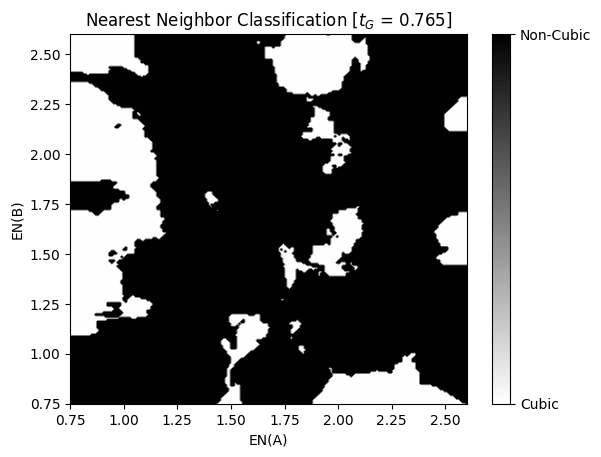 Nearest Neighbor Classification [t_G = 0.765]
Non-Cubic
2.50
2.25
2.00
1.75
1.50
1.25
1.00
0.75
EN(B)
Cubic
0.75 1.00 1.25 1.50 1.75 2.00 2.25 2.50
EN(A)